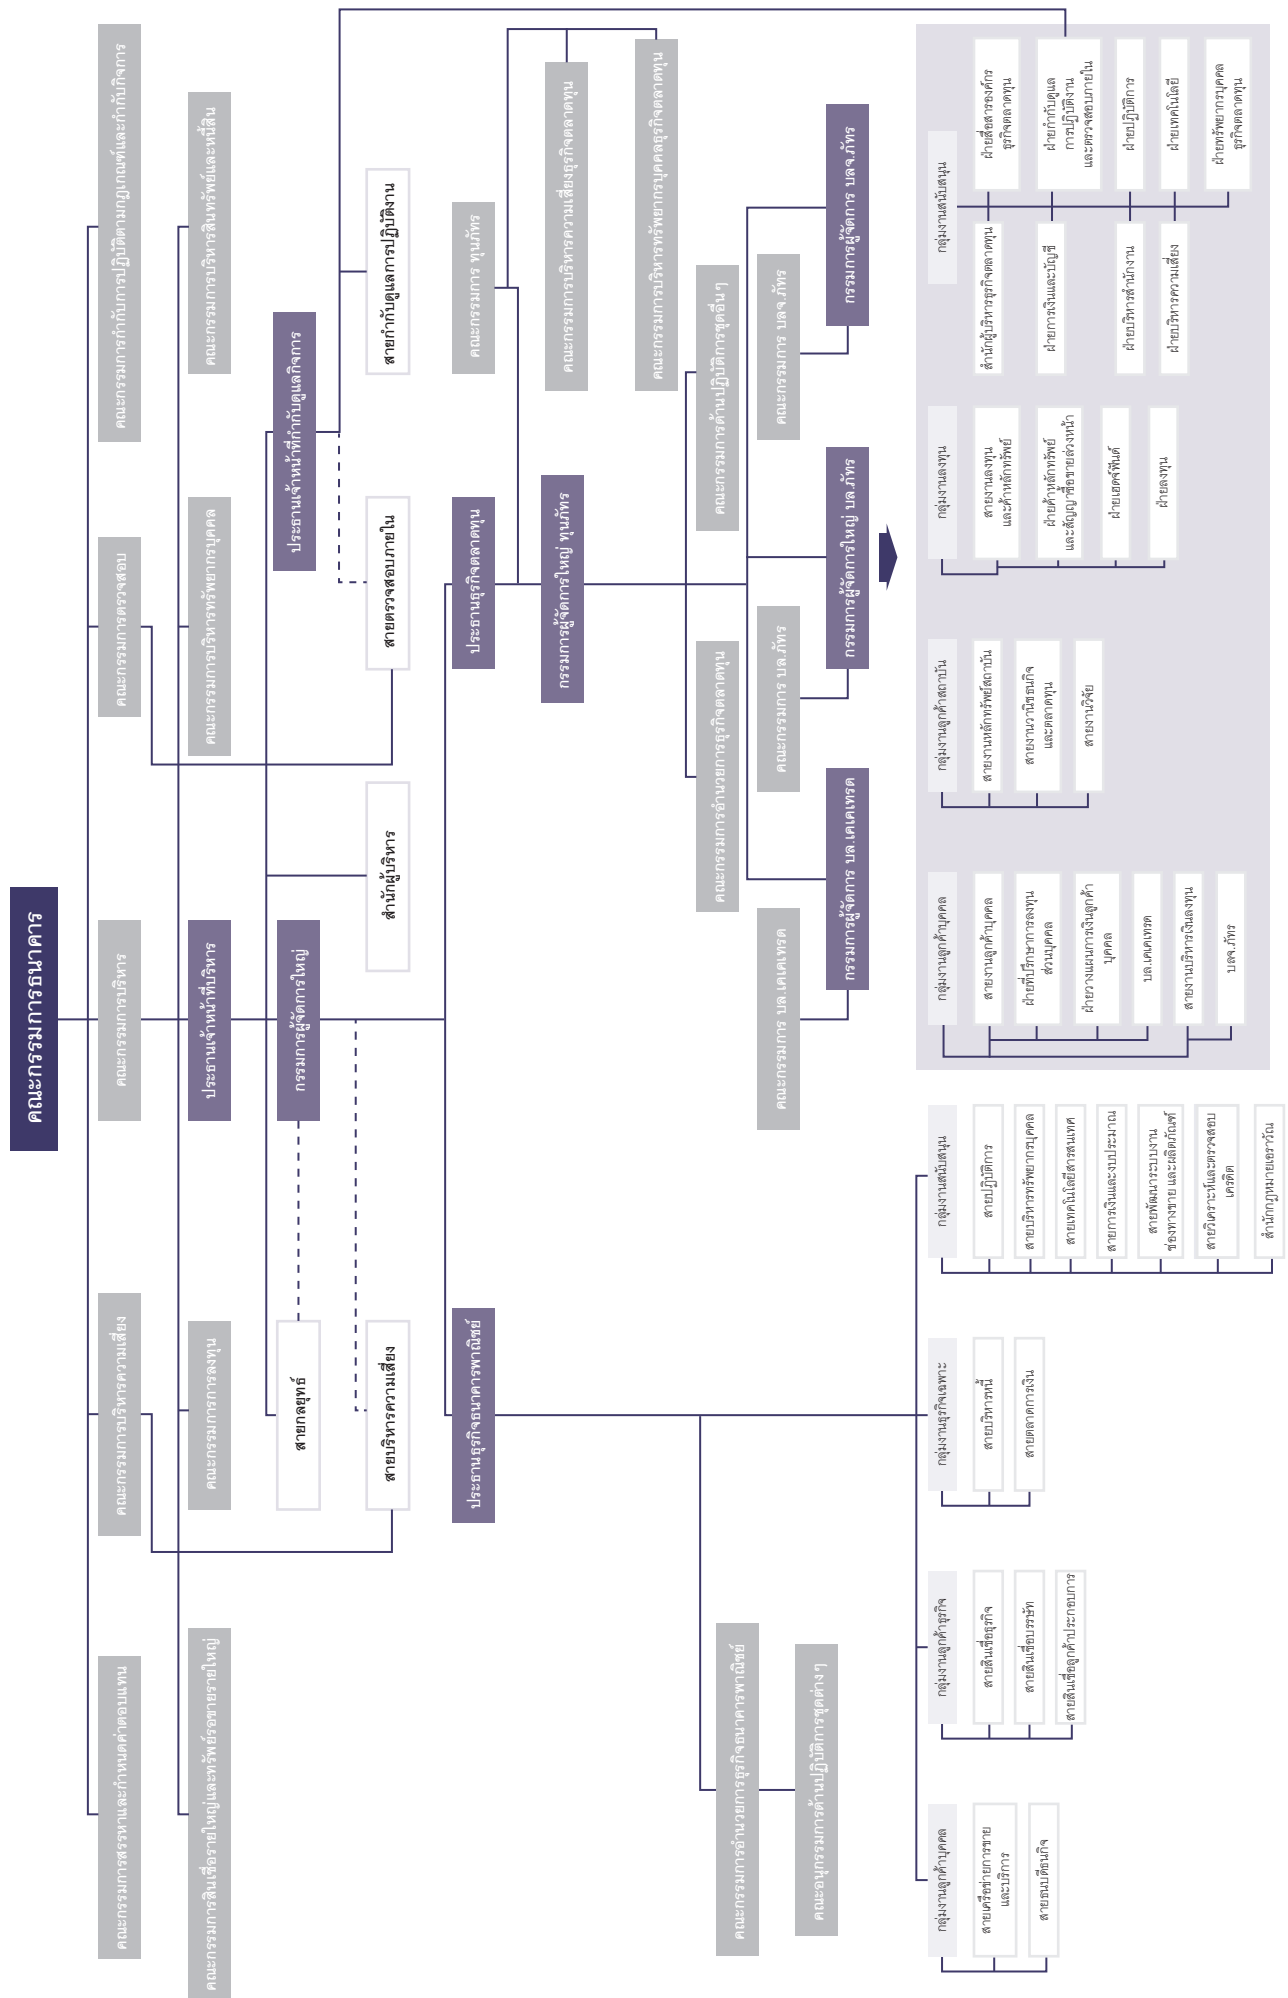 คณะกรรมการธนาคาร
คณะกรรมการสรรหาและกำหนดค่าตอบแทน
คณะกรรมการบริหารความเสี่ยง
คณะกรรมการบริหาร
คณะกรรมการตรวจสอบ
คณะกรรมการกำกับการปฏิบัติตามกฎเกณฑ์และกำกับกิจการ
คณะกรรมการสินเชื่อรายใหญ่และทรัพย์รอขายรายใหญ่
คณะกรรมการการลงทุน
ประธานเจ้าหน้าที่บริหาร
คณะกรรมการบริหารทรัพยากรบุคคล
คณะกรรมการบริหารสินทรัพย์และหนี้สิน
สายกลยุทธ์
กรรมการผู้จัดการใหญ่
ประธานเจ้าหน้าที่กำกับดูแลกิจการ
สายบริหารความเสี่ยง
สำนักผู้บริหาร
สายตรวจสอบภายใน
สายกำกับดูแลการปฏิบัติงาน
ประธานธุรกิจธนาคารพาณิชย์
ประธานธุรกิจตลาดทุน
คณะกรรมการ ทุนภัทร
กรรมการผู้จัดการใหญ่ ทุนภัทร
คณะกรรมการบริหารความเสี่ยงธุรกิจตลาดทุน
คณะกรรมการบริหารทรัพยากรบุคคลธุรกิจตลาดทุน
คณะกรรมการอำนวยการธุรกิจธนาคารพาณิชย์
คณะกรรมการอำนวยการธุรกิจตลาดทุน
คณะกรรมการด้านปฏิบัติการชุดอื่นๆ
คณะอนุกรรมการด้านปฏิบัติการชุดต่างๆ
คณะกรรมการ บล.เคเคเทรด
คณะกรรมการ บล.ภัทร
คณะกรรมการ บลจ.ภัทร
กรรมการผู้จัดการ บล.เคเคเทรด
กรรมการผู้จัดการใหญ่ บล.ภัทร
กรรมการผู้จัดการ บลจ.ภัทร
กลุ่มงานลูกค้าบุคคล
สายเครือข่ายการขาย
และบริการ
สายธนบดีธนกิจ
กลุ่มงานลูกค้าธุรกิจ
สายสินเชื่อธุรกิจ
สายสินเชื่อบรรษัท
สายสินเชื่อลูกค้าประกอบการ
กลุ่มงานธุรกิจเฉพาะ
สายบริหารหนี้
สายตลาดการเงิน
กลุ่มงานสนับสนุน
สายปฏิบัติการ
สายบริหารทรัพยากรบุคคล
สายเทคโนโลยีสารสนเทศ
สายการเงินและงบประมาณ
สายพัฒนาระบบงาน
ช่องทางขาย และผลิตภัณฑ์
สายวิเคราะห์และตรวจสอบ
เครดิต
สำนักกฎหมายเอราวัณ
กลุ่มงานลูกค้าบุคคล
สายงานลูกค้าบุคคล
ฝ่ายที่ปรึกษาการลงทุน
ส่วนบุคคล
ฝ่ายวางแผนการเงินลูกค้า
บุคคล
บล.เคเคเทรด
สายงานบริหารเงินลงทุน
บลจ.ภัทร
กลุ่มงานลูกค้าสถาบัน
สายงานหลักทรัพย์สถาบัน
สายงานวานิชธนกิจ
และตลาดทุน
สายงานวิจัย
กลุ่มงานลงทุน
สายงานลงทุน
และค้าหลักทรัพย์
ฝ่ายค้าหลักทรัพย์
และสัญญาซื้อขายล่วงหน้า
ฝ่ายเฮดจ์ฟันด์
ฝ่ายลงทุน
กลุ่มงานสนับสนุน
สำนักผู้บริหารธุรกิจตลาดทุน
ฝ่ายการเงินและบัญชี
ฝ่ายบริหารสำนักงาน
ฝ่ายบริหารความเสี่ยง
ฝ่ายสื่อสารองค์กร
ธุรกิจตลาดทุน
ฝ่ายกำกับดูแล
การปฏิบัติงาน
และตรวจสอบภายใน
ฝ่ายปฏิบัติการ
ฝ่ายเทคโนโลยี
ฝ่ายทรัพยากรบุคคล
ธุรกิจตลาดทุน